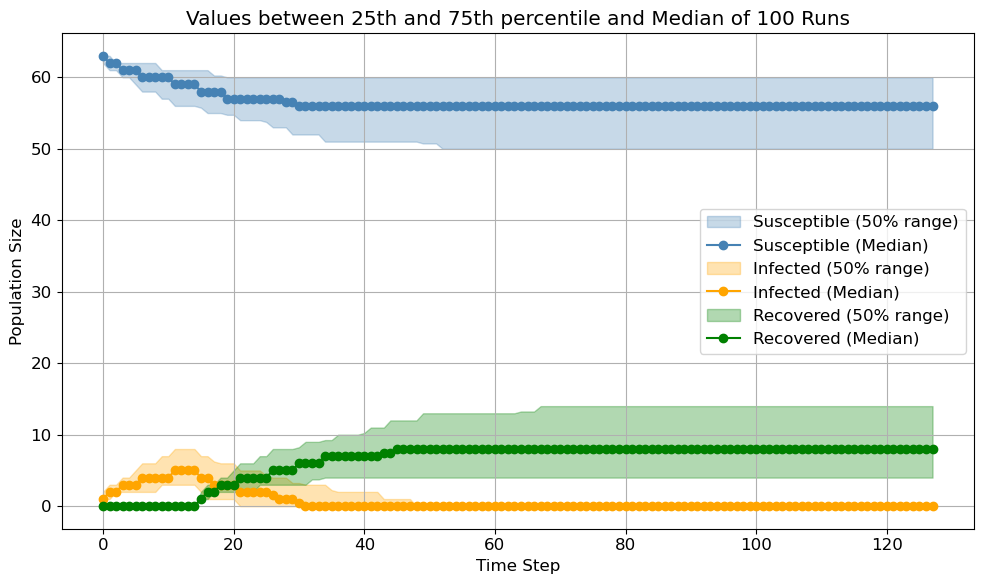 Values between 25th and 75th percentile and Median of 100 Runs
Population Size
60
50
40
30
20
10
0
Susceptible (50% range)
Susceptible (Median)
Infected (50% range)
Infected (Median)
Recovered (50% range)
Recovered (Median)
0 20 40 60 80 100 120
Time Step